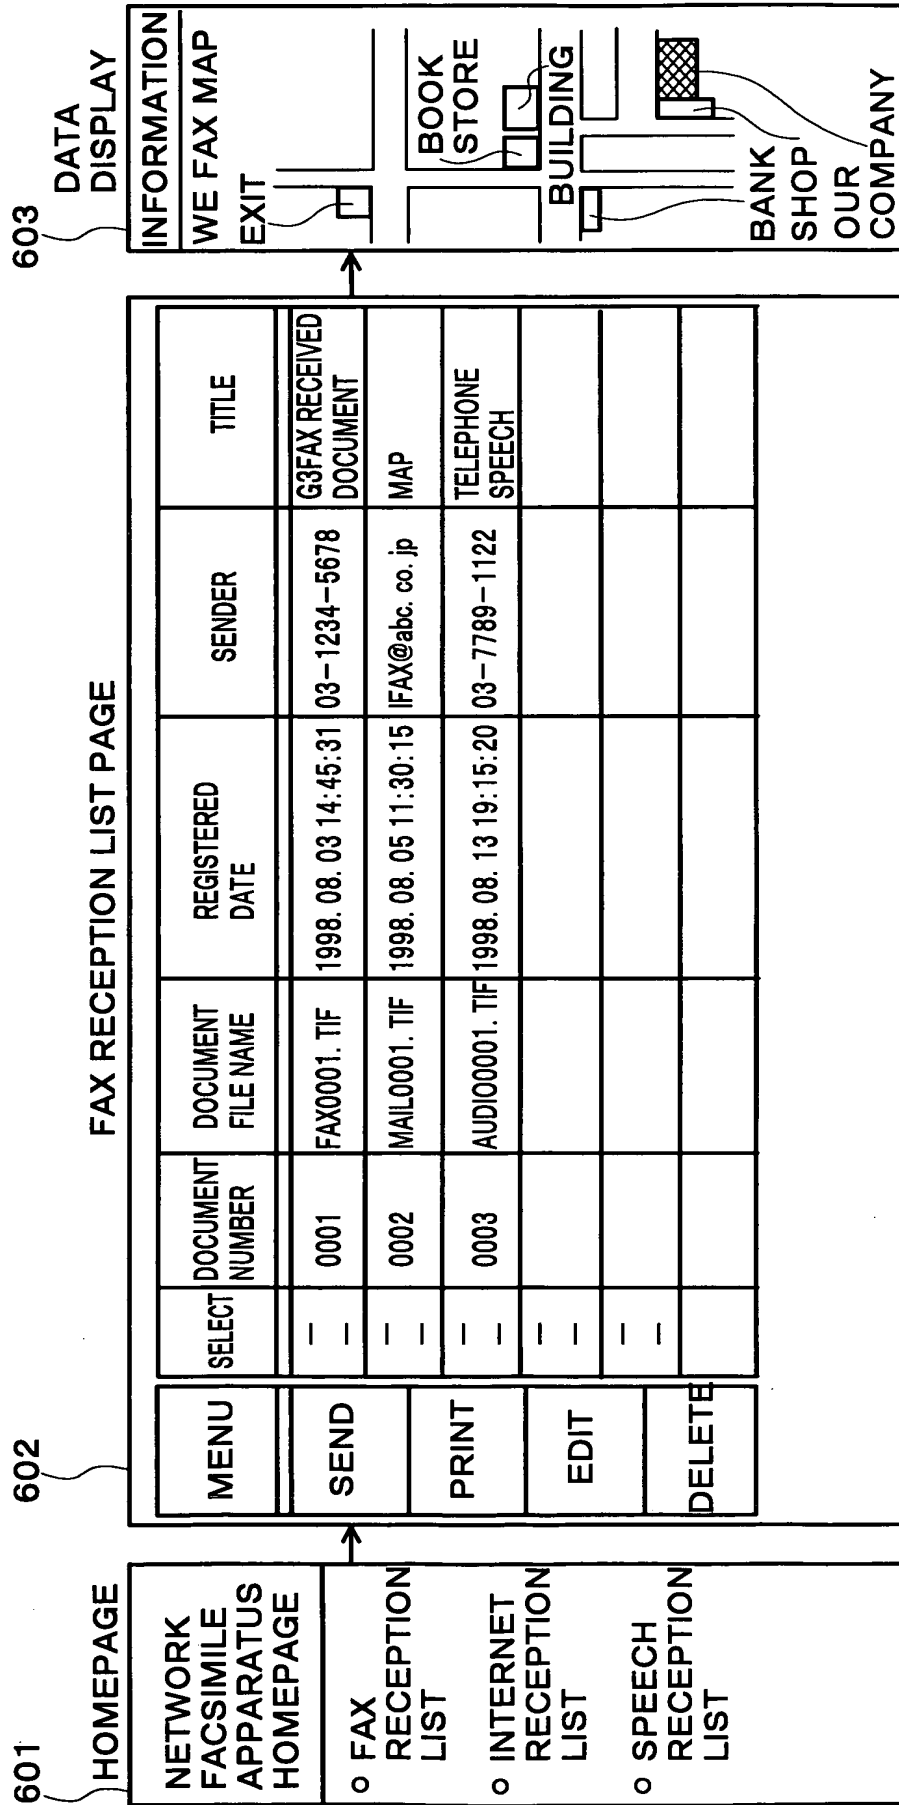 601
HOMEPAGE
NETWORK
FACSIMILE
APPARATUS
HOMEPAGE
o FAX
RECEPTION
LIST
o INTERNET
RECEPTION
LIST
o SPEECH
RECEPTION
LIST
602
FAX RECEPTION LIST PAGE
MENU
SEND
PRINT
EDIT
DELETE
SELECT
DOCUMENT
NUMBER
DOCUMENT
FILE NAME
REGISTERED
DATE
SENDER
TITLE
0001 FAX0001. TIF 1998. 08. 03 14:45:31 03-1234-5678 G3FAX RECEIVED
DOCUMENT
0002 MAIL0001. TIF 1998. 08. 05 11:30:15 IFAX@abc. co. jp MAP
0003 AUDIO0001. TIF 1998. 08. 13 19:15:20 03-7789-1122 TELEPHONE
SPEECH
603
DATA
DISPLAY
INFORMATION
WE FAX MAP
EXIT
BOOK
STORE
BUILDING
BANK
SHOP
OUR
COMPANY